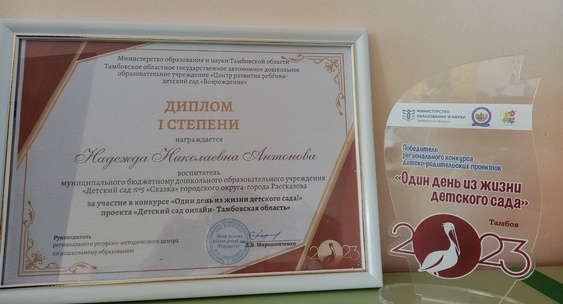 Министерство образования и науки Тамбовской области
Тамбовское областное государственное автономное дошкольное
образовательное учреждение «Центр развития ребёнка-
детский сад «Возрождение»
ДИПЛОМ
I СТЕПЕНИ
награждается
Надежда Николаевна Антонова
воспитатель
муниципального бюджетного дошкольного образовательного учреждения
«Детский сад №5 «Сказка» городского округа-города Рассказова
за участие в конкурсе «Один день из жизни детского сада!»
проекта «Детский сад онлайн- Тамбовская область»
Руководитель
регионального ресурсно-методического центра
по дошкольному образованию
Л.В. Мирошниченко
2023
МИНИСТЕРСТВО
ОБРАЗОВАНИЯ И НАУКИ
Победитель
регионального конкурса
детско-родительских проектов
«Один день из жизни
детского сада»
Тамбов
2023